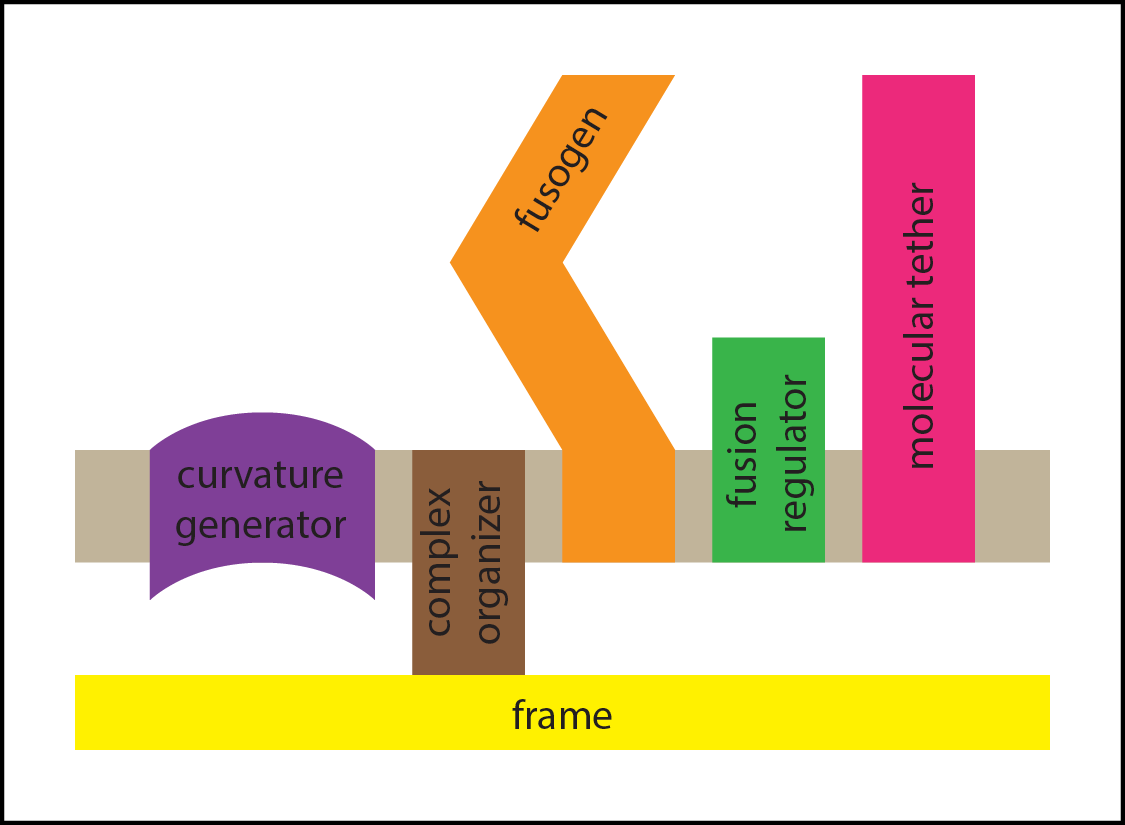 curvature
generator
complex
organizer
fusogen
fusion
regulator
molecular tether
frame